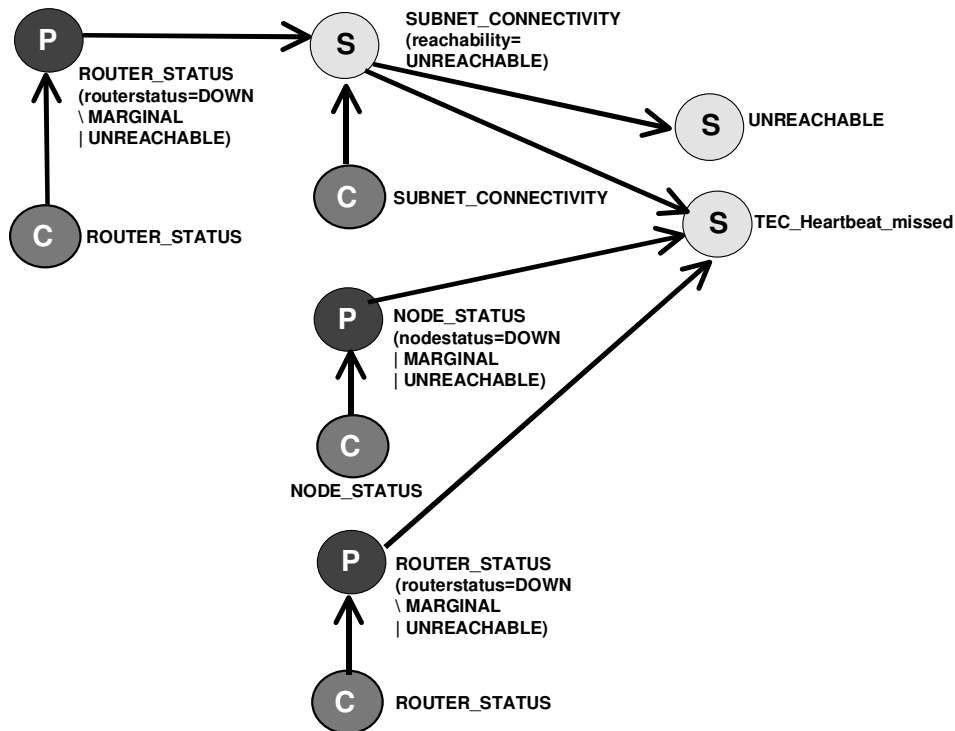 P
S
SUBNET_CONNECTIVITY
(reachability=
UNREACHABLE)
ROUTER_STATUS
(routerstatus=DOWN
\ MARGINAL
| UNREACHABLE)
S
UNREACHABLE
C
SUBNET_CONNECTIVITY
C
ROUTER_STATUS
S
TEC_Heartbeat_missed
P
NODE_STATUS
(nodestatus=DOWN
| MARGINAL
| UNREACHABLE)
C
NODE_STATUS
P
ROUTER_STATUS
(routerstatus=DOWN
\ MARGINAL
| UNREACHABLE)
C
ROUTER_STATUS